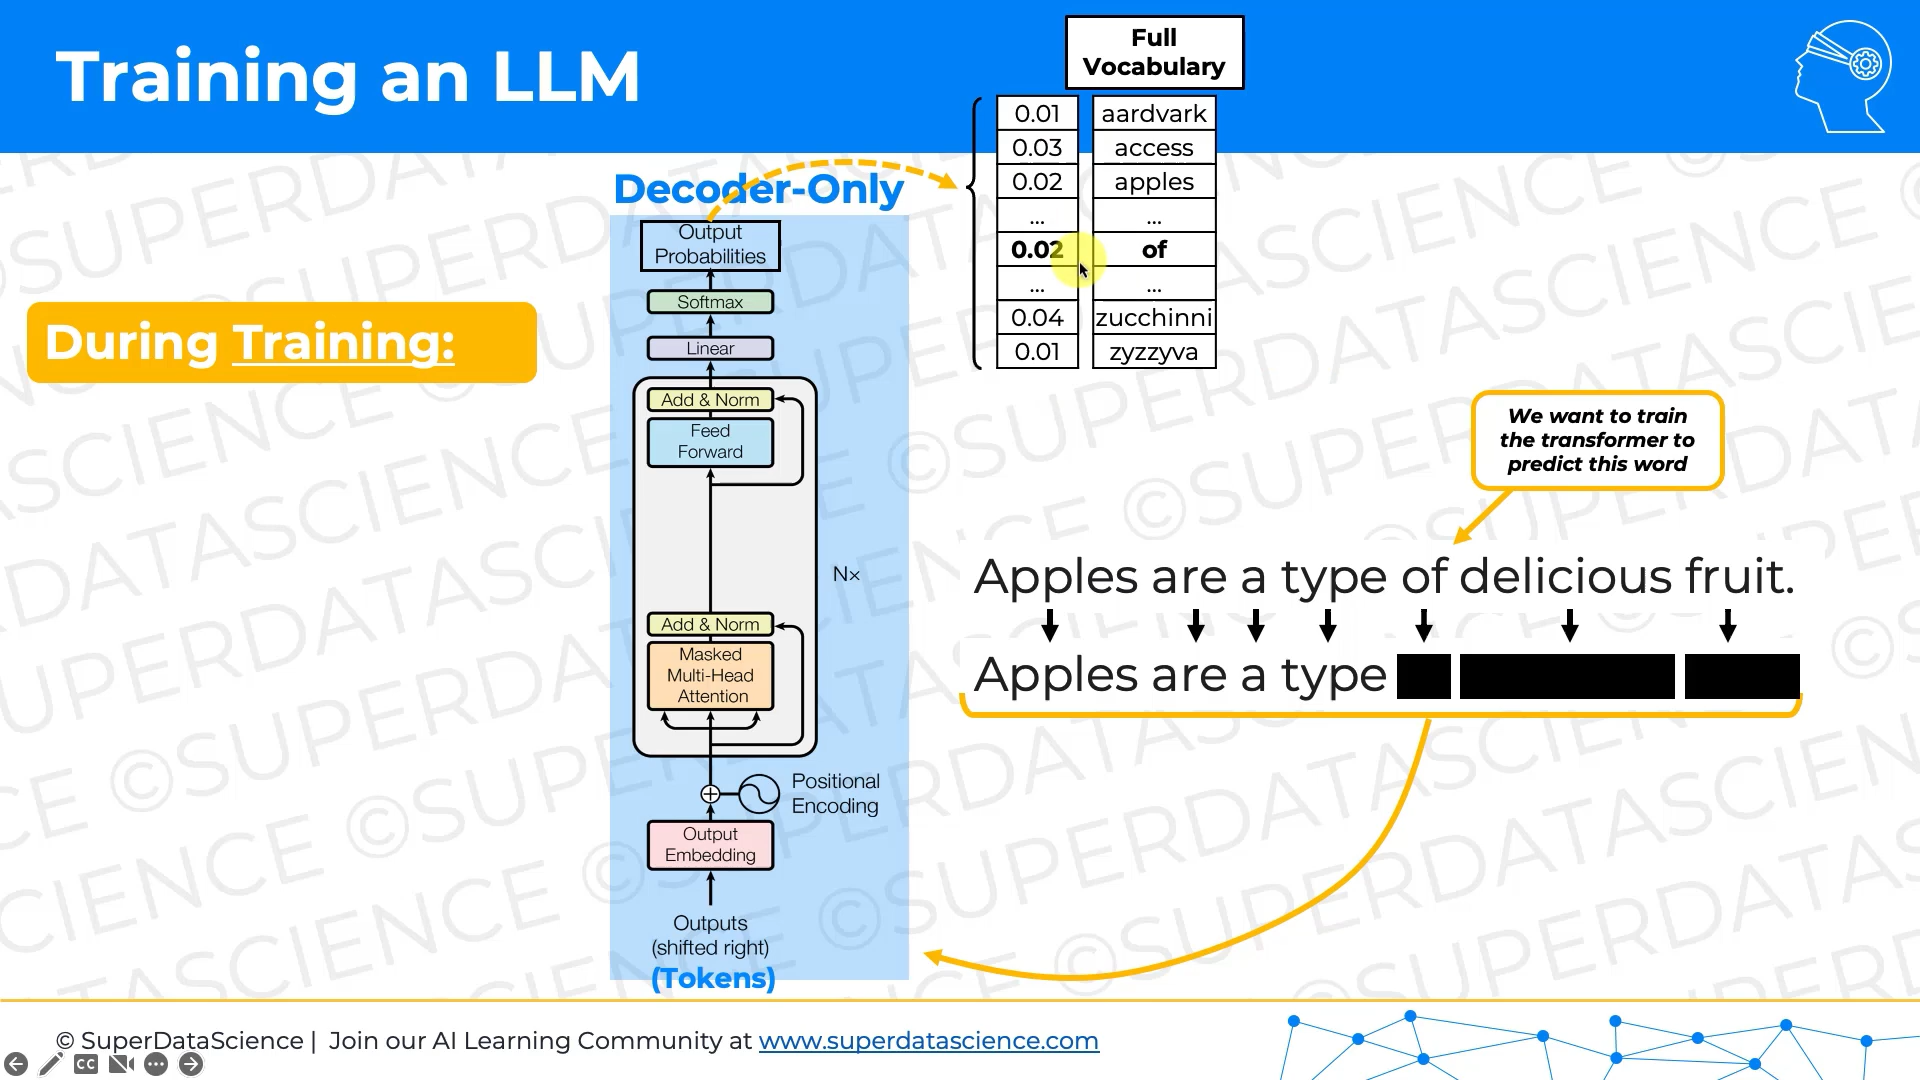 Training an LLM
Full
Vocabulary
0.01 aardvark
0.03 access
0.02 apples
... ...
0.02 of
... ...
0.04 zucchinni
0.01 zyzzyva
Decoder-Only
Output
Probabilities
Softmax
Linear
Add & Norm
Feed
Forward
Nx
Add & Norm
Masked
Multi-Head
Attention
Positional
Encoding
Output
Embedding
Outputs
(shifted right)
(Tokens)
During Training:
We want to train
the transformer to
predict this word
Apples are a type of delicious fruit.
Apples are a type
© SuperDataScience | Join our AI Learning Community at www.superdatascience.com
CC
©SUPERDATASCIENCE